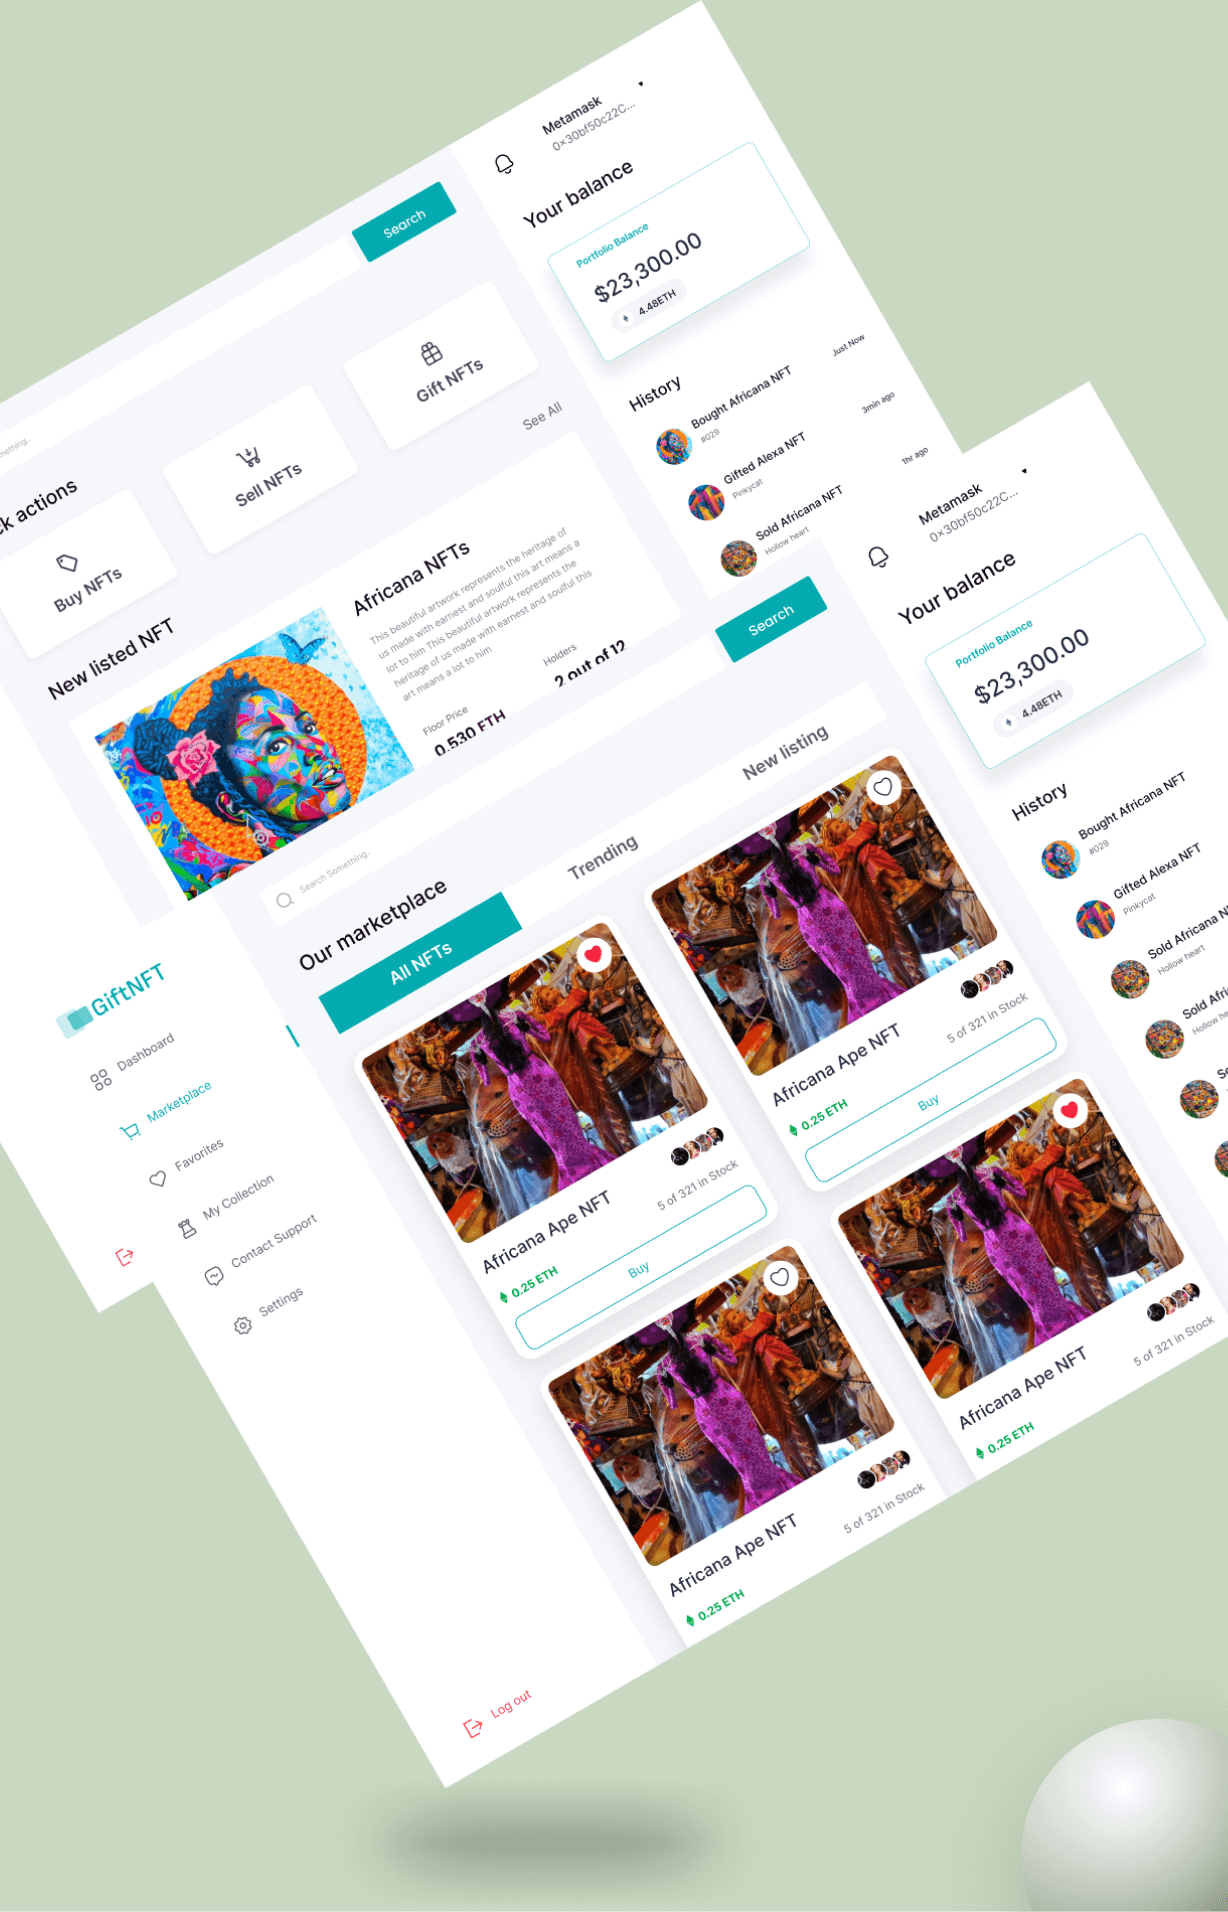 Metamask
0×30bf50c22C...
Your balance
Portfolio Balance
$23,300.00
4.48ETH
History
Bought Africana NFT
#029
Just Now
Gifted Alexa NFT
Pinkycat
3min ago
Sold Africana NFT
Hollow heart
1hr ago
Search
Gift NFTs
Sell NFTs
Buy NFTs
actions
See All
New listed NFT
Africana NFTs
This beautiful artwork represents the heritage of
us made with earnest and soulful this art means a
lot to him This beautiful artwork represents the
heritage of us made with earnest and soulful this
art means a lot to him
Floor Price
0.530 ETH
Holders
2 out of 12
GiftNFT
Dashboard
Marketplace
Favorites
My Collection
Contact Support
Settings
Log out
Search Something..
Search
Our marketplace
All NFTs
Trending
New listing
Africana Ape NFT
5 of 321 in Stock
0.25 ETH
Buy
Africana Ape NFT
5 of 321 in Stock
0.25 ETH
Buy
Africana Ape NFT
5 of 321 in Stock
0.25 ETH
Africana Ape NFT
5 of 321 in Stock
0.25 ETH
Metamask
0×30bf50c22C...
Your balance
Portfolio Balance
$23,300.00
4.48ETH
History
Bought Africana NFT
#029
Gifted Alexa NFT
Pinkycat
Sold Africana
Hollow heart
Sold
Hollow